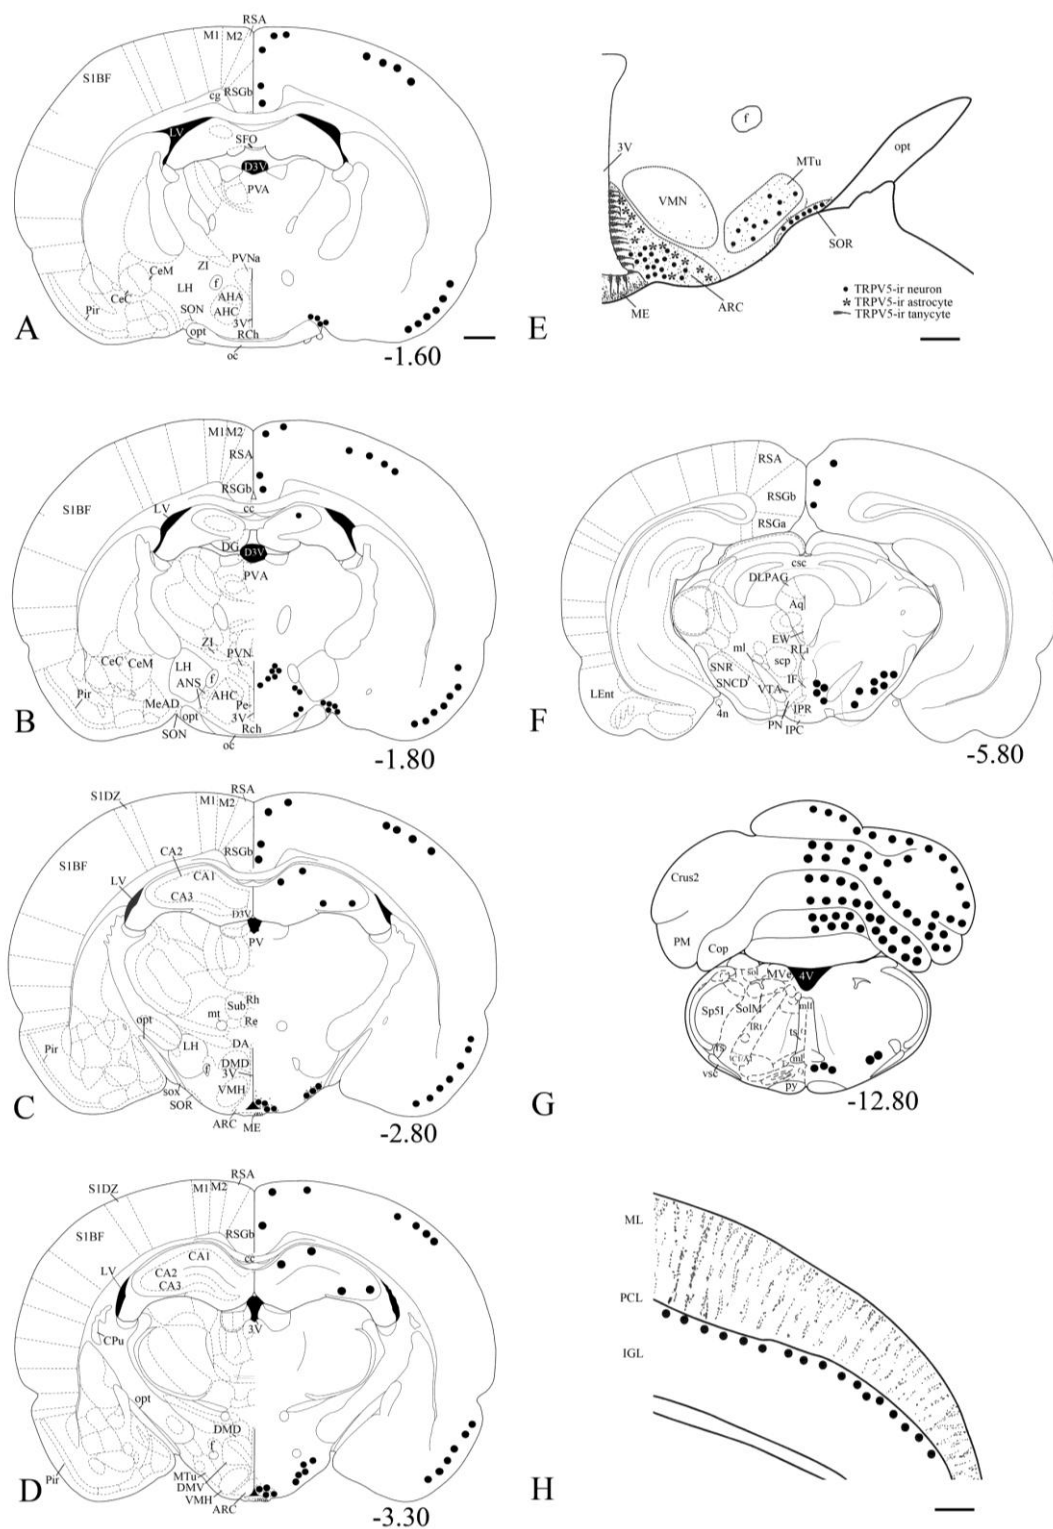 RSA
M1 M2
S1BF
cg RSGb
LV
SFO
D3V
PVA
PVNa
ZI
CeM
f
LH
CeC
AHA
Pir
SON
AHC
3V
opt
RCh
oc
A
-1.60
f
opt
3V
MTu
VMN
SOR
TRPV5-ir neuron
TRPV5-ir astrocyte
TRPV5-ir tanycyte
ME
ARC
E
M1M2
RSA
RSGb
S1BF
LV
cc
DG
D3V
PVA
ZI
PVN
CeC CeM
LH
f
ANS
Pir
AHC
MeAD
Pe
opt
3V
Rch
SON
oc
B
-1.80
RSA
RSGb
RSGa
csc
DLPAG
Aq
EW
ml
RLi
scp
SNR
IF
SNCD
VTA
LEnt
IPR
4n
PN
IPC
F
-5.80
S1DZ
M1 M2
RSA
CA2
RSGb
S1BF
CA1
LV
CA3
D3V
PV
Sub Rh
mt
Re
opt
LH
DA
Pir
DMD
f
3V
VMH
sox
SOR
ARC ME
C
-2.80
Crus2
PM
Cop
sol
MVe 4V
Sp5I
SolM
mlf
IRt
ts
rs
ml
vsc
py
G
-12.80
S1DZ
M1 M2
RSA
RSGb
S1BF
CA1
cc
LV
CA2
CA3
3V
CPu
opt
DMD
f
Pir
MTu
DMV
VMH
ARC
D
-3.30
ML
PCL
IGL
H